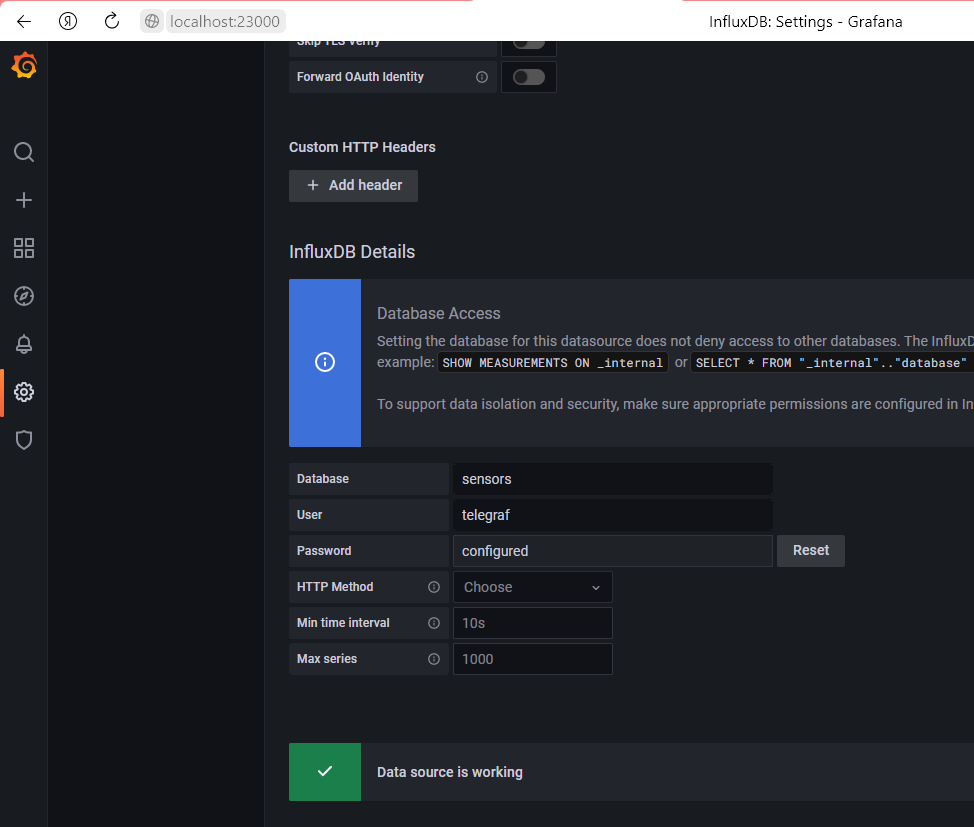 localhost:23000
InfluxDB: Settings - Grafana
Skip TLS Verify
Forward OAuth Identity
Custom HTTP Headers
+ Add header
InfluxDB Details
Database Access
Setting the database for this datasource does not deny access to other databases. The InfluxD
example: SHOW MEASUREMENTS ON _internal or SELECT * FROM "_internal".."database"
To support data isolation and security, make sure appropriate permissions are configured in In
Database sensors
User telegraf
Password configured Reset
HTTP Method Choose
Min time interval 10s
Max series 1000
Data source is working